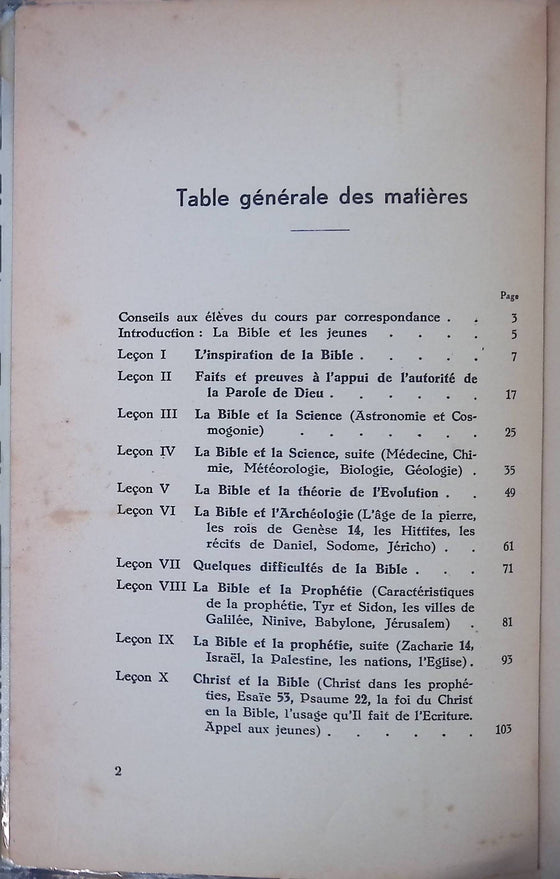 Table générale des matières
Page
Conseils aux élèves du cours par correspondance . . 3
Introduction : La Bible et les jeunes . . . . 5
Leçon I L'inspiration de la Bible . . . . . 7
Leçon II Faits et preuves à l'appui de l'autorité de
la Parole de Dieu . . . . . . 17
Leçon III La Bible et la Science (Astronomie et Cos-
mogonie) . . . . . . . 25
Leçon IV La Bible et la Science, suite (Médecine, Chi-
mie, Météorologie, Biologie, Géologie) . 35
Leçon V La Bible et la théorie de l'Evolution . . 49
Leçon VI La Bible et l'Archéologie (L'âge de la pierre,
les rois de Genèse 14, les Hittites, les
récits de Daniel, Sodome, Jéricho) . . 61
Leçon VII Quelques difficultés de la Bible . . . 71
Leçon VIII La Bible et la Prophétie (Caractéristiques
de la prophétie, Tyr et Sidon, les villes de
Galilée, Ninive, Babylone, Jérusalem) . 81
Leçon IX La Bible et la prophétie, suite (Zacharie 14,
Israël, la Palestine, les nations, l'Eglise) . 93
Leçon X Christ et la Bible (Christ dans les prophé-
ties, Esaïe 53, Psaume 22, la foi du Christ
en la Bible, l'usage qu'Il fait de l'Ecriture.
Appel aux jeunes) . . . . . . 103
2